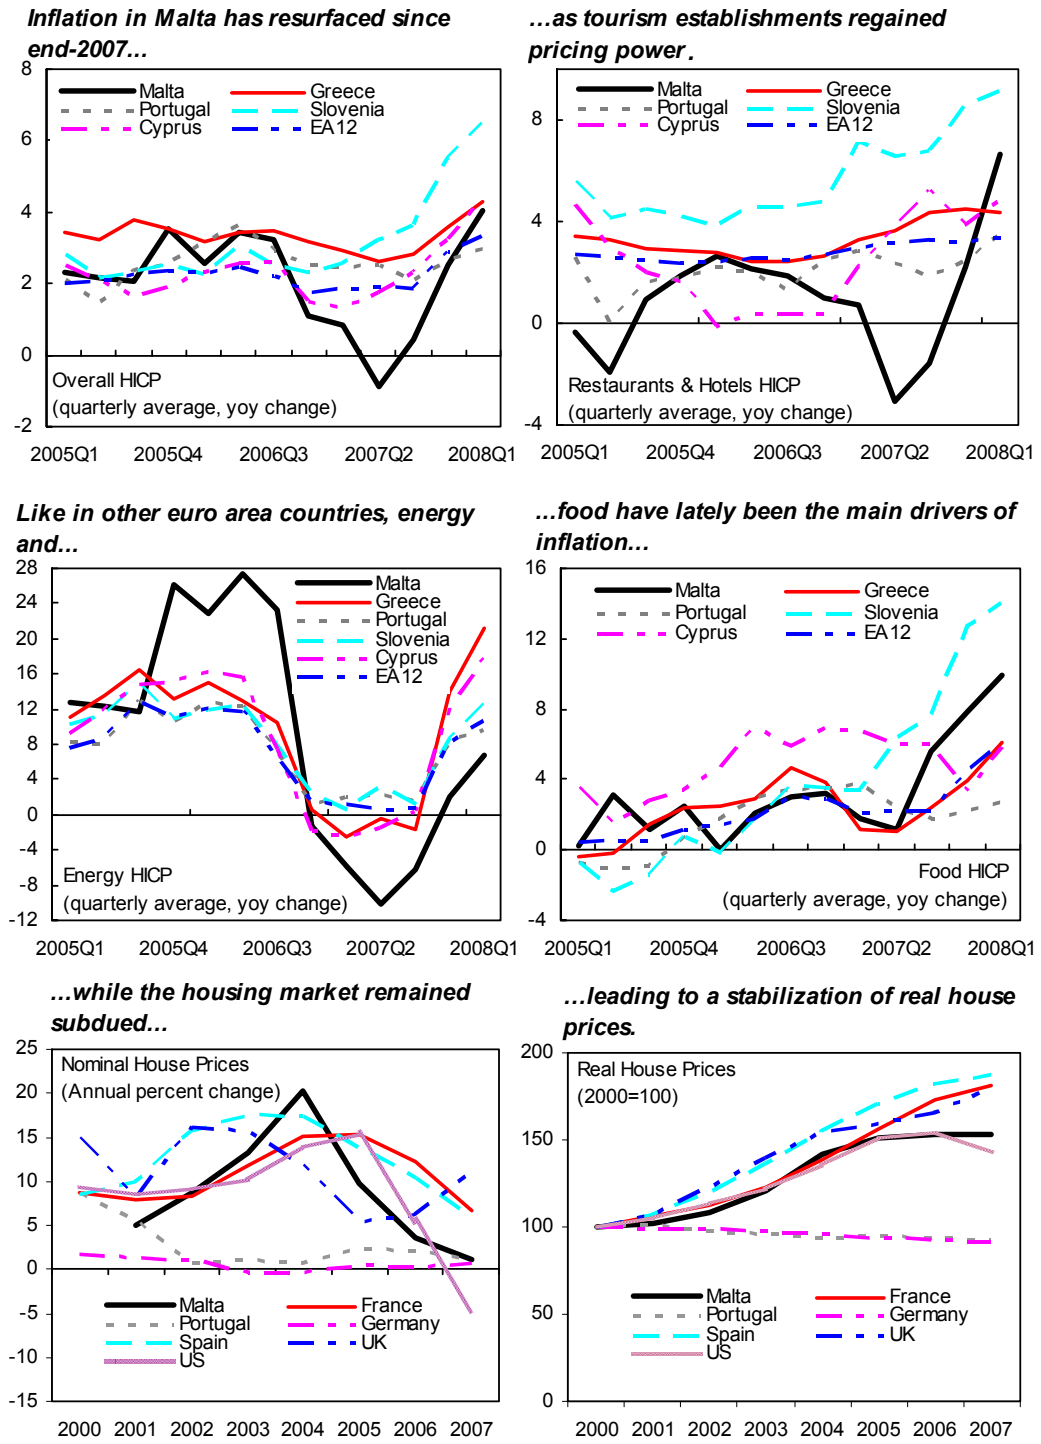 Inflation in Malta has resurfaced since
end-2007...
8
6
4
2
0
-2
Malta
Greece
Portugal
Slovenia
Cyprus
EA12
Overall HICP
(quarterly average, yoy change)
2005Q1 2005Q4 2006Q3 2007Q2 2008Q1
...as tourism establishments regained
pricing power.
8
4
0
-4
Malta
Greece
Portugal
Slovenia
Cyprus
EA12
Restaurants & Hotels HICP
(quarterly average, yoy change)
2005Q1 2005Q4 2006Q3 2007Q2 2008Q1
Like in other euro area countries, energy
and...
28
24
20
16
12
8
4
0
-4
-8
-12
Malta
Greece
Portugal
Slovenia
Cyprus
EA12
Energy HICP
(quarterly average, yoy change)
2005Q1 2005Q4 2006Q3 2007Q2 2008Q1
...food have lately been the main drivers of
inflation...
16
12
8
4
0
-4
Malta
Greece
Portugal
Slovenia
Cyprus
EA12
Food HICP
(quarterly average, yoy change)
2005Q1 2005Q4 2006Q3 2007Q2 2008Q1
...while the housing market remained
subdued...
25
20
15
10
5
0
-5
-10
-15
Nominal House Prices
(Annual percent change)
Malta
France
Portugal
Germany
Spain
UK
US
2000 2001 2002 2003 2004 2005 2006 2007
...leading to a stabilization of real house
prices.
200
150
100
50
0
Real House Prices
(2000=100)
Malta
France
Portugal
Germany
Spain
UK
US
2000 2001 2002 2003 2004 2005 2006 2007